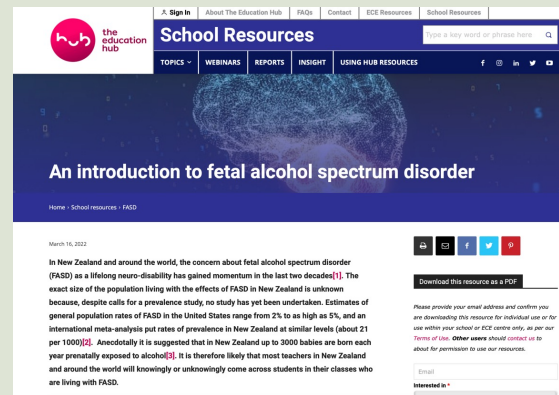 hub
the
education
hub
Sign In
About The Education Hub
FAQs
Contact
ECE Resources
School Resources
School Resources
Type a key word or phrase here
TOPICS
WEBINARS
REPORTS
INSIGHT
USING HUB RESOURCES
An introduction to fetal alcohol spectrum disorder
Home › School resources › FASD
March 16, 2022
In New Zealand and around the world, the concern about fetal alcohol spectrum disorder
(FASD) as a lifelong neuro-disability has gained momentum in the last two decades[1]. The
exact size of the population living with the effects of FASD in New Zealand is unknown
because, despite calls for a prevalence study, no study has yet been undertaken. Estimates of
general population rates of FASD in the United States range from 2% to as high as 5%, and an
international meta-analysis put rates of prevalence in New Zealand at similar levels (about 21
per 1000)[2]. Anecdotally it is suggested that in New Zealand up to 3000 babies are born each
year prenatally exposed to alcohol[3]. It is therefore likely that most teachers in New Zealand
and around the world will knowingly or unknowingly come across students in their classes who
are living with FASD.
Download this resource as a PDF
Please provide your email address and confirm you
are downloading this resource for individual use or for
use within your school or ECE centre only, as per our
Terms of Use. Other users should contact us to
about for permission to use our resources.
Email
Interested in *